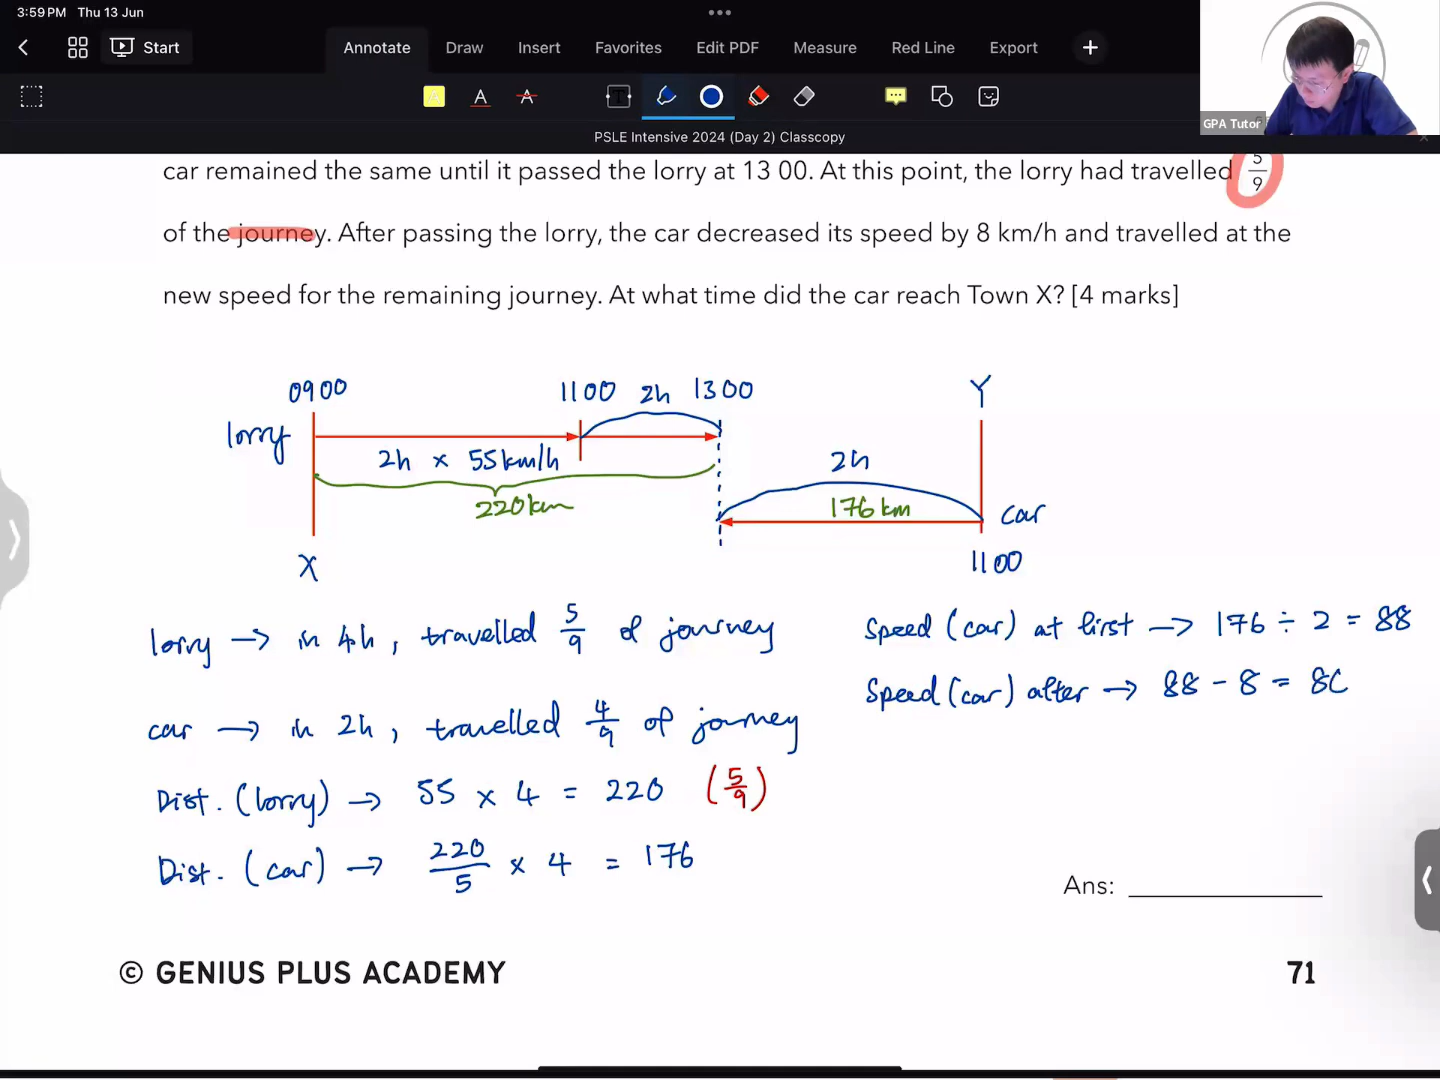 3:59 PM Thu 13 Jun
Start
Annotate
Draw
Insert
Favorites
Edit PDF
Measure
Red Line
Export
GPA Tutor
PSLE Intensive 2024 (Day 2) Classcopy
car remained the same until it passed the lorry at 13 00. At this point, the lorry had travelled 5/9
of the journey. After passing the lorry, the car decreased its speed by 8 km/h and travelled at the
new speed for the remaining journey. At what time did the car reach Town X? [4 marks]
0900 1100 2h 1300 Y
lorry
2h x 55km/h 2h
220km 176km car
X 1100
lorry → in 4h, travelled 5/9 of journey
Speed (car) at first → 176 ÷ 2 = 88
Speed (car) after → 88 - 8 = 80
car → in 2h, travelled 4/9 of journey
Dist. (lorry) → 55 x 4 = 220 (5/9)
Dist. (car) → 220/5 x 4 = 176
Ans:
© GENIUS PLUS ACADEMY 71